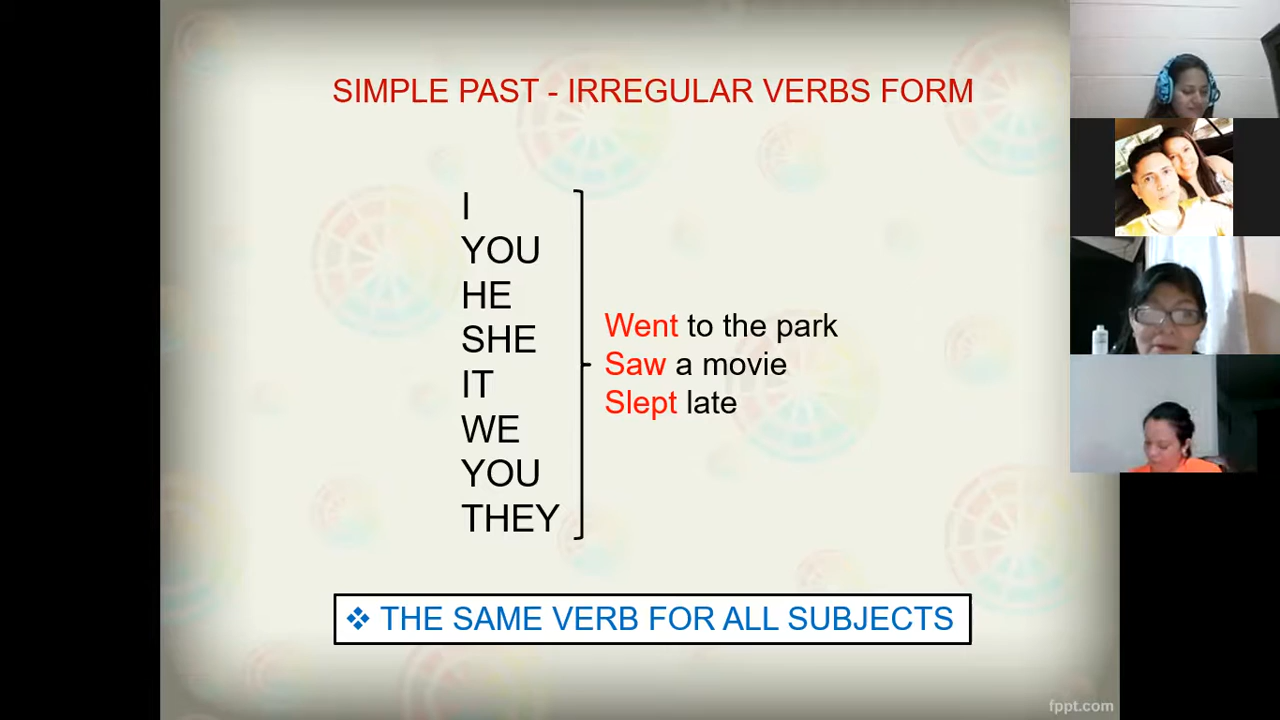 SIMPLE PAST - IRREGULAR VERBS FORM
I
YOU
HE
SHE
IT
WE
YOU
THEY
Went to the park
Saw a movie
Slept late
❖ THE SAME VERB FOR ALL SUBJECTS
fppt.com